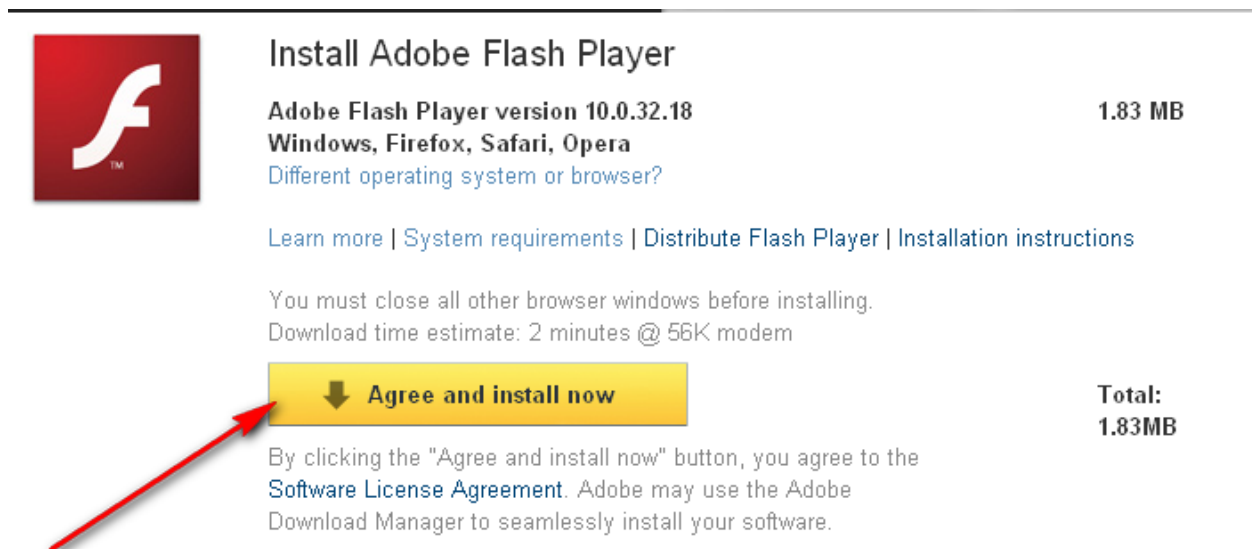 Install Adobe Flash Player
Adobe Flash Player version 10.0.32.18 1.83 MB
Windows, Firefox, Safari, Opera
Different operating system or browser?
Learn more | System requirements | Distribute Flash Player | Installation instructions
You must close all other browser windows before installing.
Download time estimate: 2 minutes @ 56K modem
Agree and install now Total:
1.83MB
By clicking the "Agree and install now" button, you agree to the
Software License Agreement. Adobe may use the Adobe
Download Manager to seamlessly install your software.
TM